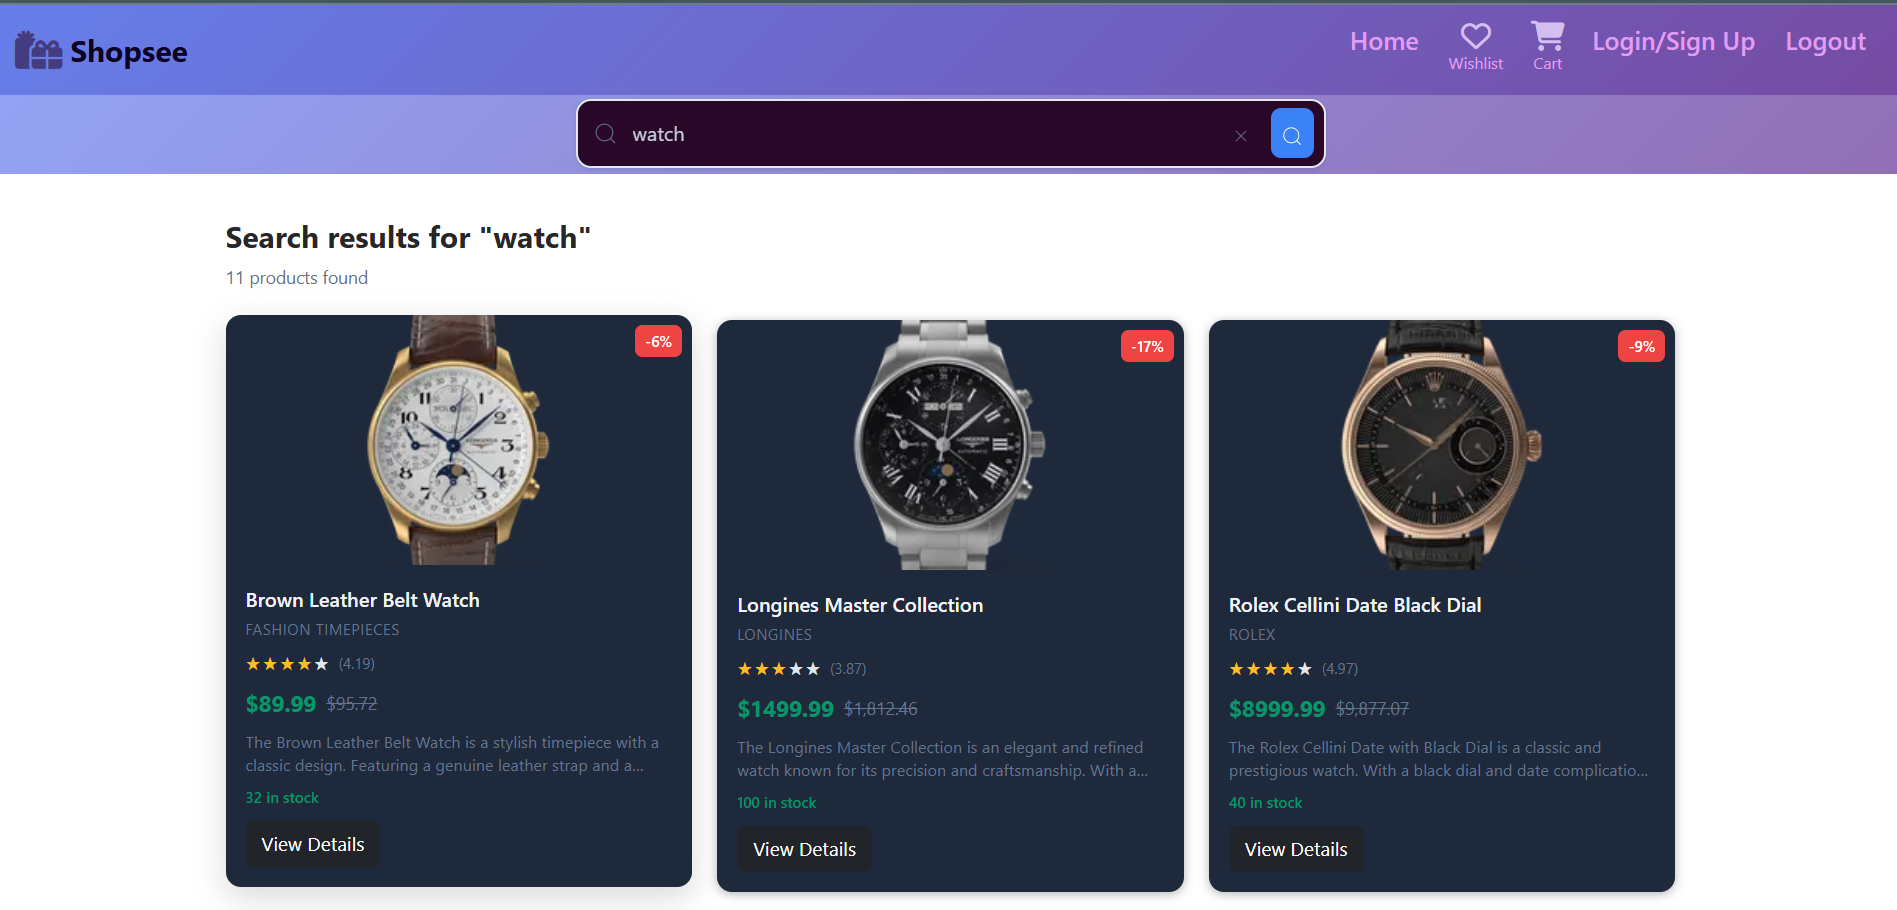 Shopsee
Home
Wishlist
Cart
Login/Sign Up
Logout
watch
Search results for "watch"
11 products found
-6%
Brown Leather Belt Watch
FASHION TIMEPIECES
★★★★★ (4.19)
$89.99 $95.72
The Brown Leather Belt Watch is a stylish timepiece with a
classic design. Featuring a genuine leather strap and a...
32 in stock
View Details
-17%
LONGINES
Longines Master Collection
LONGINES
★★★★★ (3.87)
$1499.99 $1,812.46
The Longines Master Collection is an elegant and refined
watch known for its precision and craftsmanship. With a...
100 in stock
View Details
-9%
Rolex Cellini Date Black Dial
ROLEX
★★★★★ (4.97)
$8999.99 $9,877.07
The Rolex Cellini Date with Black Dial is a classic and
prestigious watch. With a black dial and date complicatio...
40 in stock
View Details